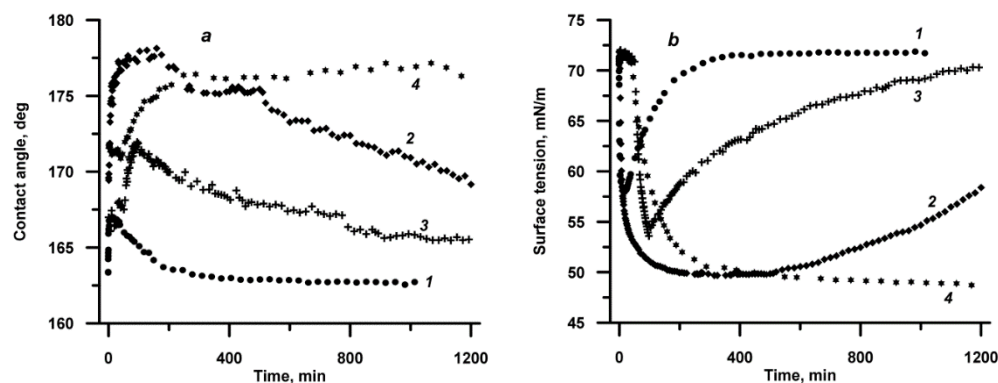 a
180
175
170
165
160
Contact angle, deg
4
2
3
1
0 400 800 1200
Time, min
b
75
70
65
60
55
50
45
Surface tension, mN/m
1
3
2
4
0 400 800 1200
Time, min